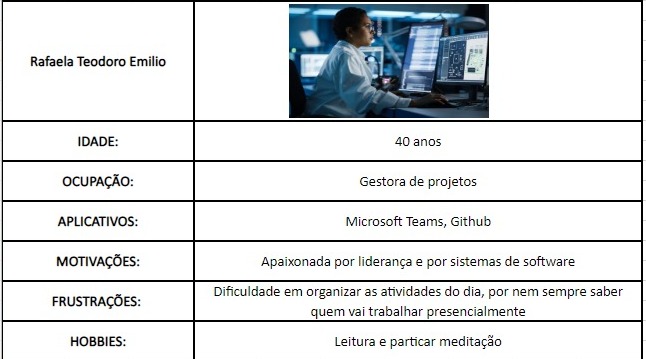 Rafaela Teodoro Emilio
IDADE:
40 anos
OCUPAÇÃO:
Gestora de projetos
APLICATIVOS:
Microsoft Teams, Github
MOTIVAÇÕES:
Apaixonada por liderança e por sistemas de software
FRUSTRAÇÕES:
Dificuldade em organizar as atividades do dia, por nem sempre saber
quem vai trabalhar presencialmente
HOBBIES:
Leitura e particar meditação